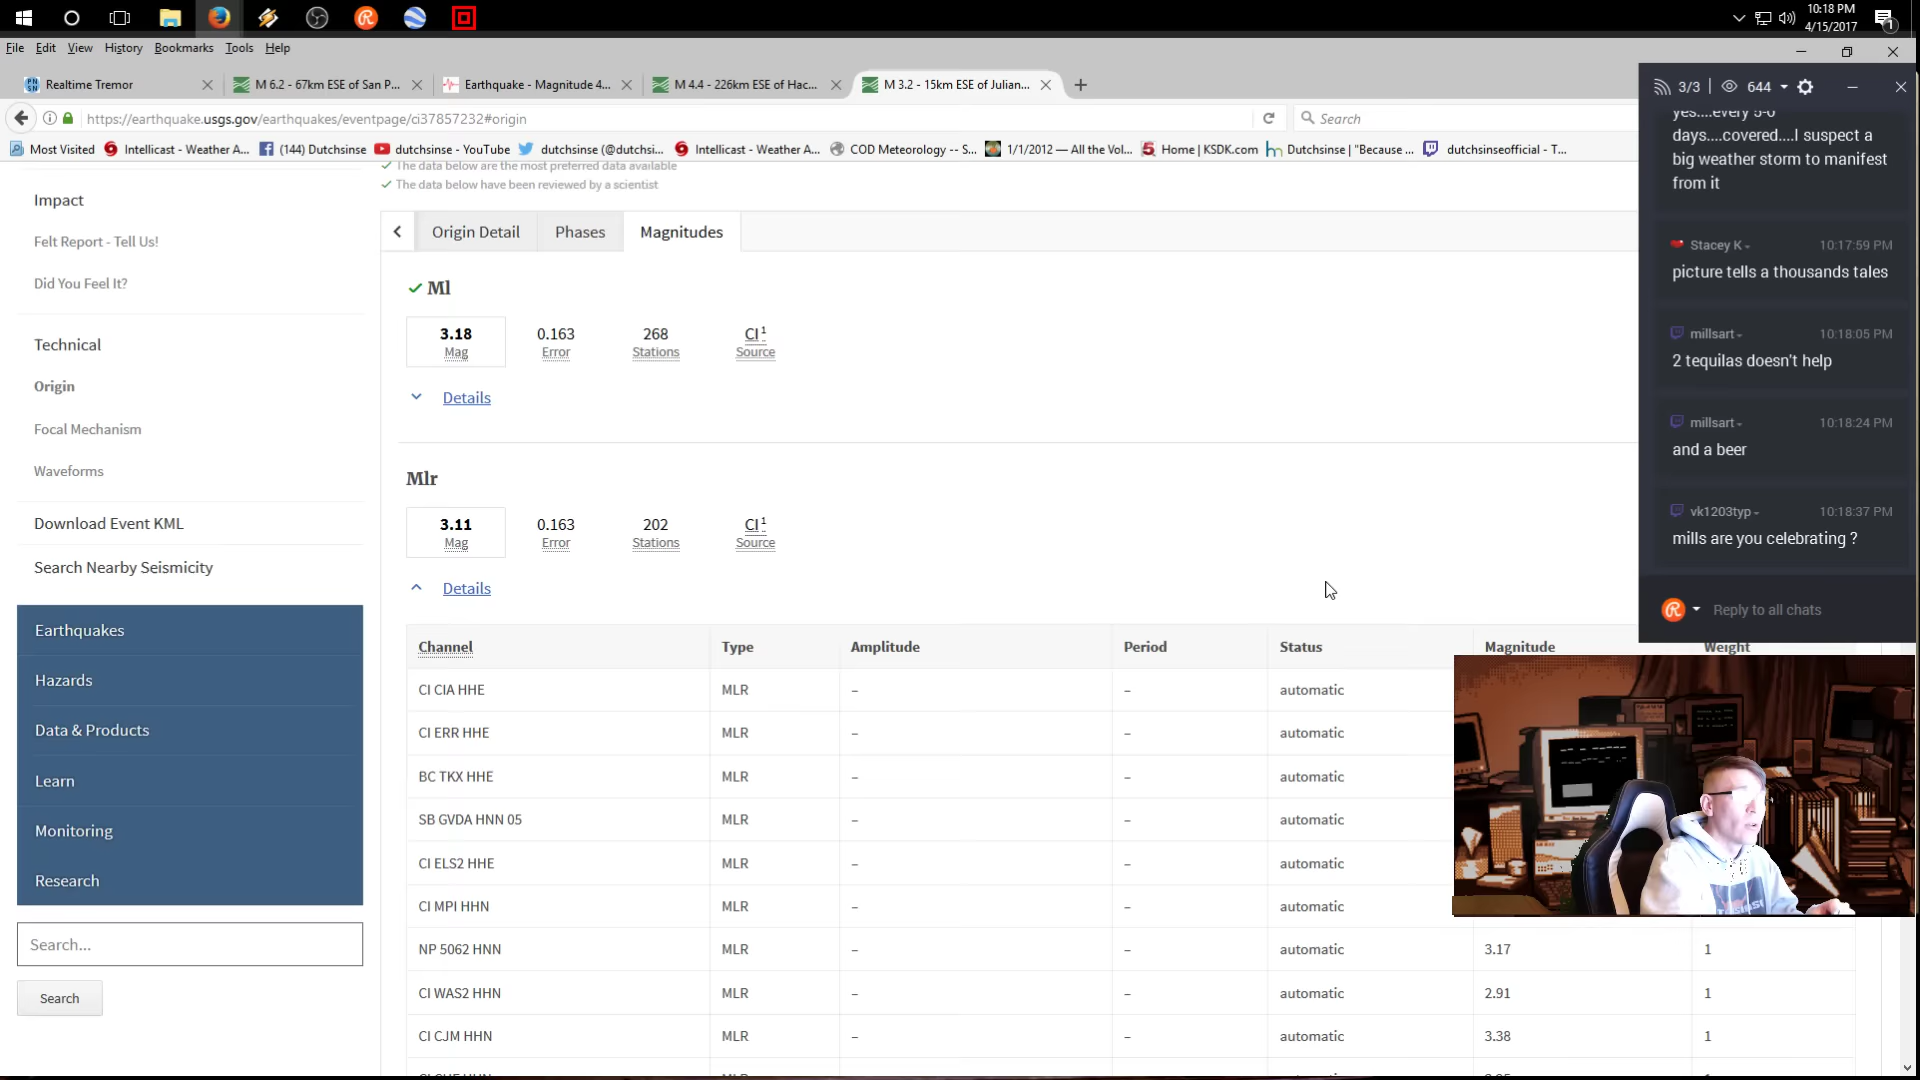 10:18 PM
4/15/2017
1
File Edit View History Bookmarks Tools Help
Realtime Tremor
M 6.2 - 67km ESE of San P...
Earthquake - Magnitude 4...
M 4.4 - 226km ESE of Hac...
M 3.2 - 15km ESE of Julian...
https://earthquake.usgs.gov/earthquakes/eventpage/ci37857232#origin
Search
Most Visited
Intellicast - Weather A...
(144) Dutchsinse
dutchsinse - YouTube
dutchsinse (@dutchsi...
Intellicast - Weather A...
COD Meteorology -- S...
1/1/2012 — All the Vol...
Home | KSDK.com
Dutchsinse | "Because ...
dutchsinseofficial - T...
The data below are the most preferred data available
The data below have been reviewed by a scientist
Impact
Felt Report - Tell Us!
Did You Feel It?
Technical
Origin
Focal Mechanism
Waveforms
Download Event KML
Search Nearby Seismicity
Earthquakes
Hazards
Data & Products
Learn
Monitoring
Research
Search...
Search
Origin Detail Phases Magnitudes
Ml
3.18 0.163 268 CI 1
Mag Error Stations Source
Details
Mlr
3.11 0.163 202 CI 1
Mag Error Stations Source
Details
Channel Type Amplitude Period Status Magnitude Weight
CI CIA HHE MLR – – automatic
CI ERR HHE MLR – – automatic
BC TKX HHE MLR – – automatic
SB GVDA HNN 05 MLR – – automatic
CI ELS2 HHE MLR – – automatic
CI MPI HHN MLR – – automatic
NP 5062 HNN MLR – – automatic 3.17 1
CI WAS2 HHN MLR – – automatic 2.91 1
CI CJM HHN MLR – – automatic 3.38 1
3/3 644
yes....every 5-6
days....covered....I suspect a
big weather storm to manifest
from it
Stacey K 10:17:59 PM
picture tells a thousands tales
millsart 10:18:05 PM
2 tequilas doesn't help
millsart 10:18:24 PM
and a beer
vk1203typ 10:18:37 PM
mills are you celebrating ?
Reply to all chats